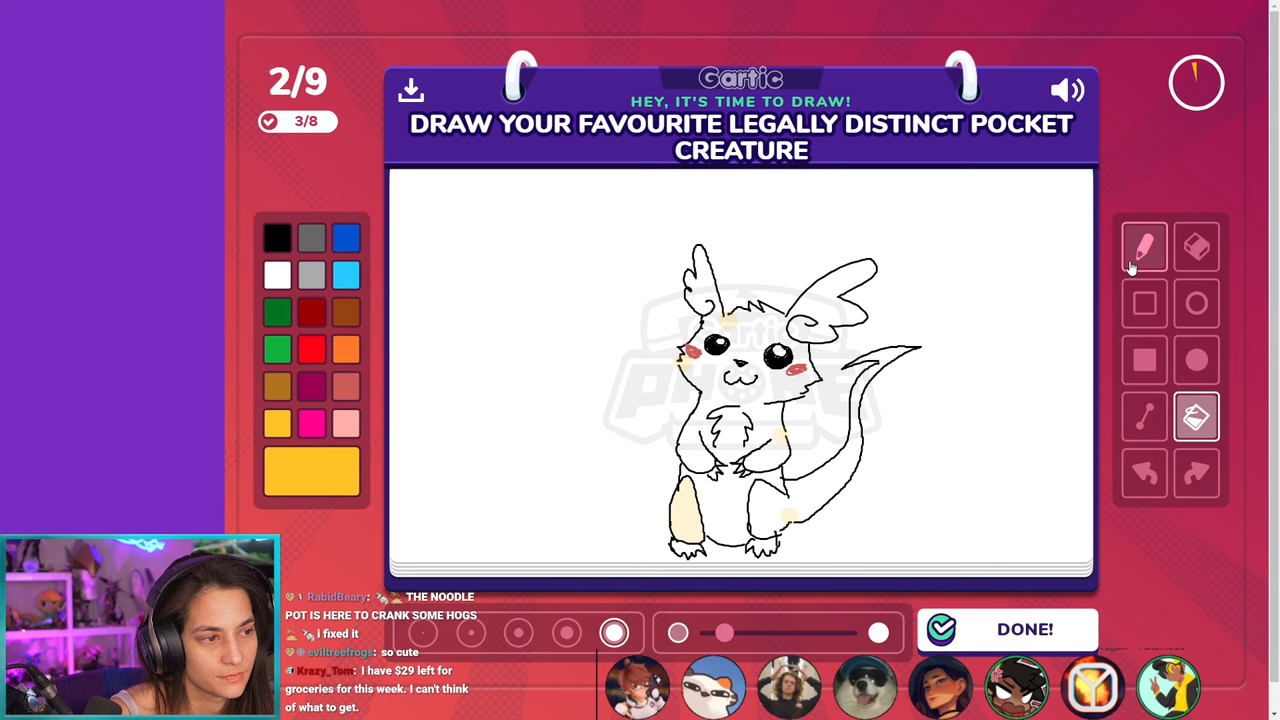 2/9
3/8
Gartic
HEY, IT'S TIME TO DRAW!
DRAW YOUR FAVOURITE LEGALLY DISTINCT POCKET
CREATURE
Gartic
PHONE
RabidBeary: THE NOODLE
POT IS HERE TO CRANK SOME HOGS
i fixed it
eviltreefrogs: so cute
Krazy_Tom: I have $29 left for
groceries for this week. I can't think
of what to get.
DONE!